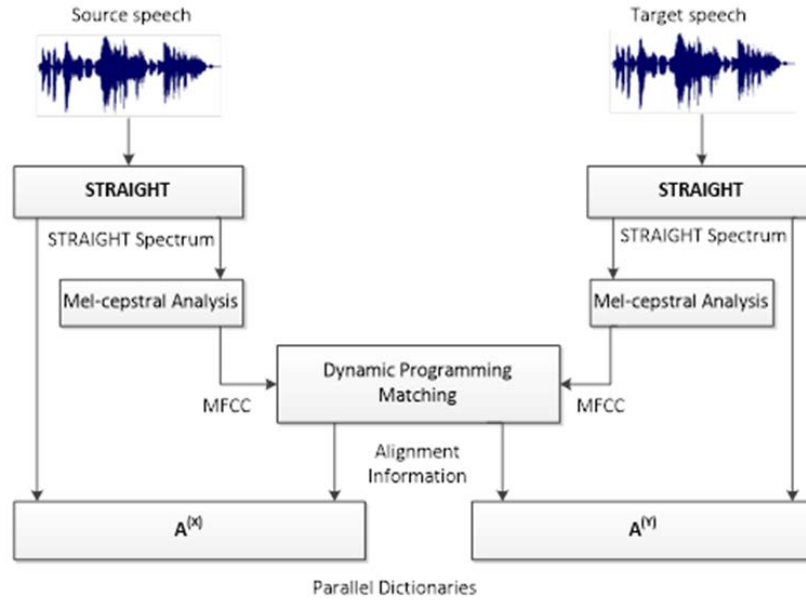 Source speech
Target speech
STRAIGHT
STRAIGHT
STRAIGHT Spectrum
STRAIGHT Spectrum
Mel-cepstral Analysis
Mel-cepstral Analysis
Dynamic Programming
Matching
MFCC
MFCC
Alignment
Information
A(X)
A(Y)
Parallel Dictionaries